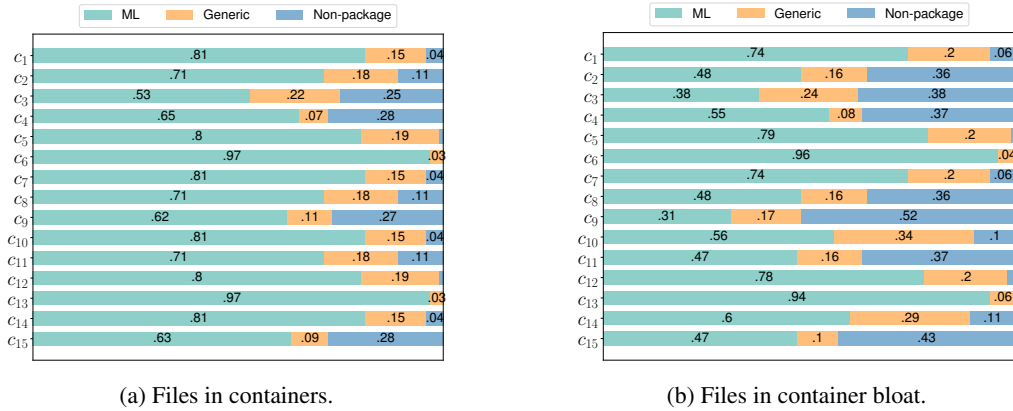 ML Generic Non-package
c1 .81 .15 .04
c2 .71 .18 .11
c3 .53 .22 .25
c4 .65 .07 .28
c5 .8 .19
c6 .97 .03
c7 .81 .15 .04
c8 .71 .18 .11
c9 .62 .11 .27
c10 .81 .15 .04
c11 .71 .18 .11
c12 .8 .19
c13 .97 .03
c14 .81 .15 .04
c15 .63 .09 .28
(a) Files in containers.
ML Generic Non-package
c1 .74 .2 .06
c2 .48 .16 .36
c3 .38 .24 .38
c4 .55 .08 .37
c5 .79 .2
c6 .96 .04
c7 .74 .2 .06
c8 .48 .16 .36
c9 .31 .17 .52
c10 .56 .34 .1
c11 .47 .16 .37
c12 .78 .2
c13 .94 .06
c14 .6 .29 .11
c15 .47 .1 .43
(b) Files in container bloat.